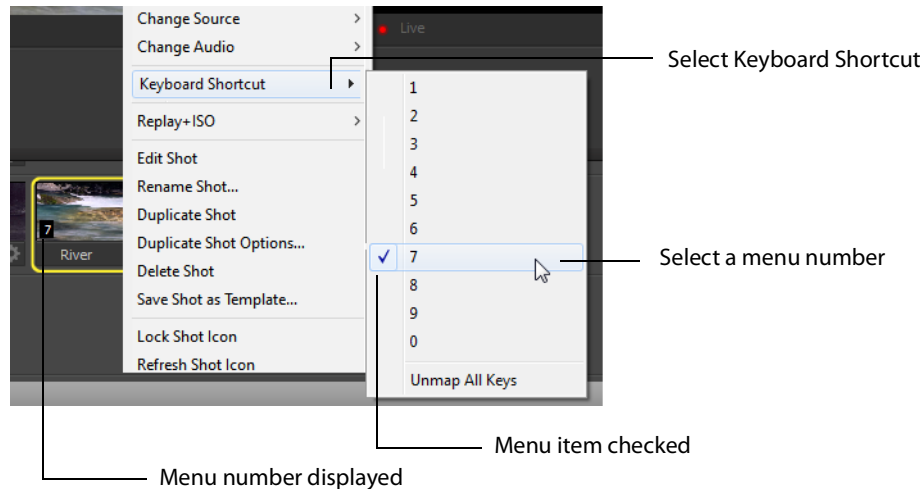 Change Source
Live
Change Audio
Select Keyboard Shortcut
Keyboard Shortcut
1
2
Replay+ISO
3
Edit Shot
4
Rename Shot...
5
Duplicate Shot
6
7
River
Duplicate Shot Options...
7
Select a menu number
Delete Shot
8
Save Shot as Template...
9
Lock Shot Icon
0
Refresh Shot Icon
Unmap All Keys
Menu item checked
Menu number displayed